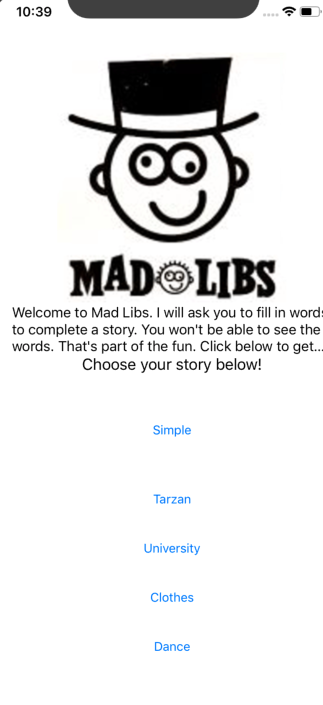 10:39
MAD LIBS
Welcome to Mad Libs. I will ask you to fill in words
to complete a story. You won't be able to see the
words. That's part of the fun. Click below to get...
Choose your story below!
Simple
Tarzan
University
Clothes
Dance